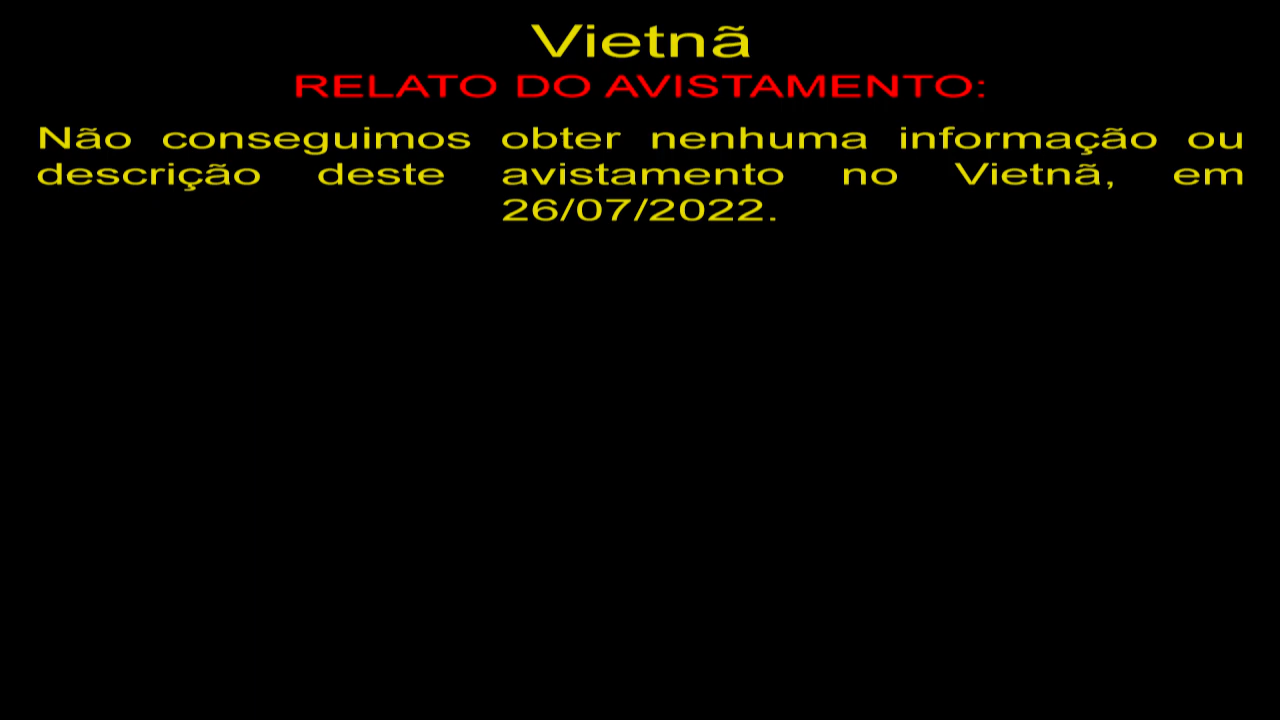 Vietnã
RELATO DO AVISTAMENTO:
Não conseguimos obter nenhuma informação ou
descrição deste avistamento no Vietnã, em
26/07/2022.